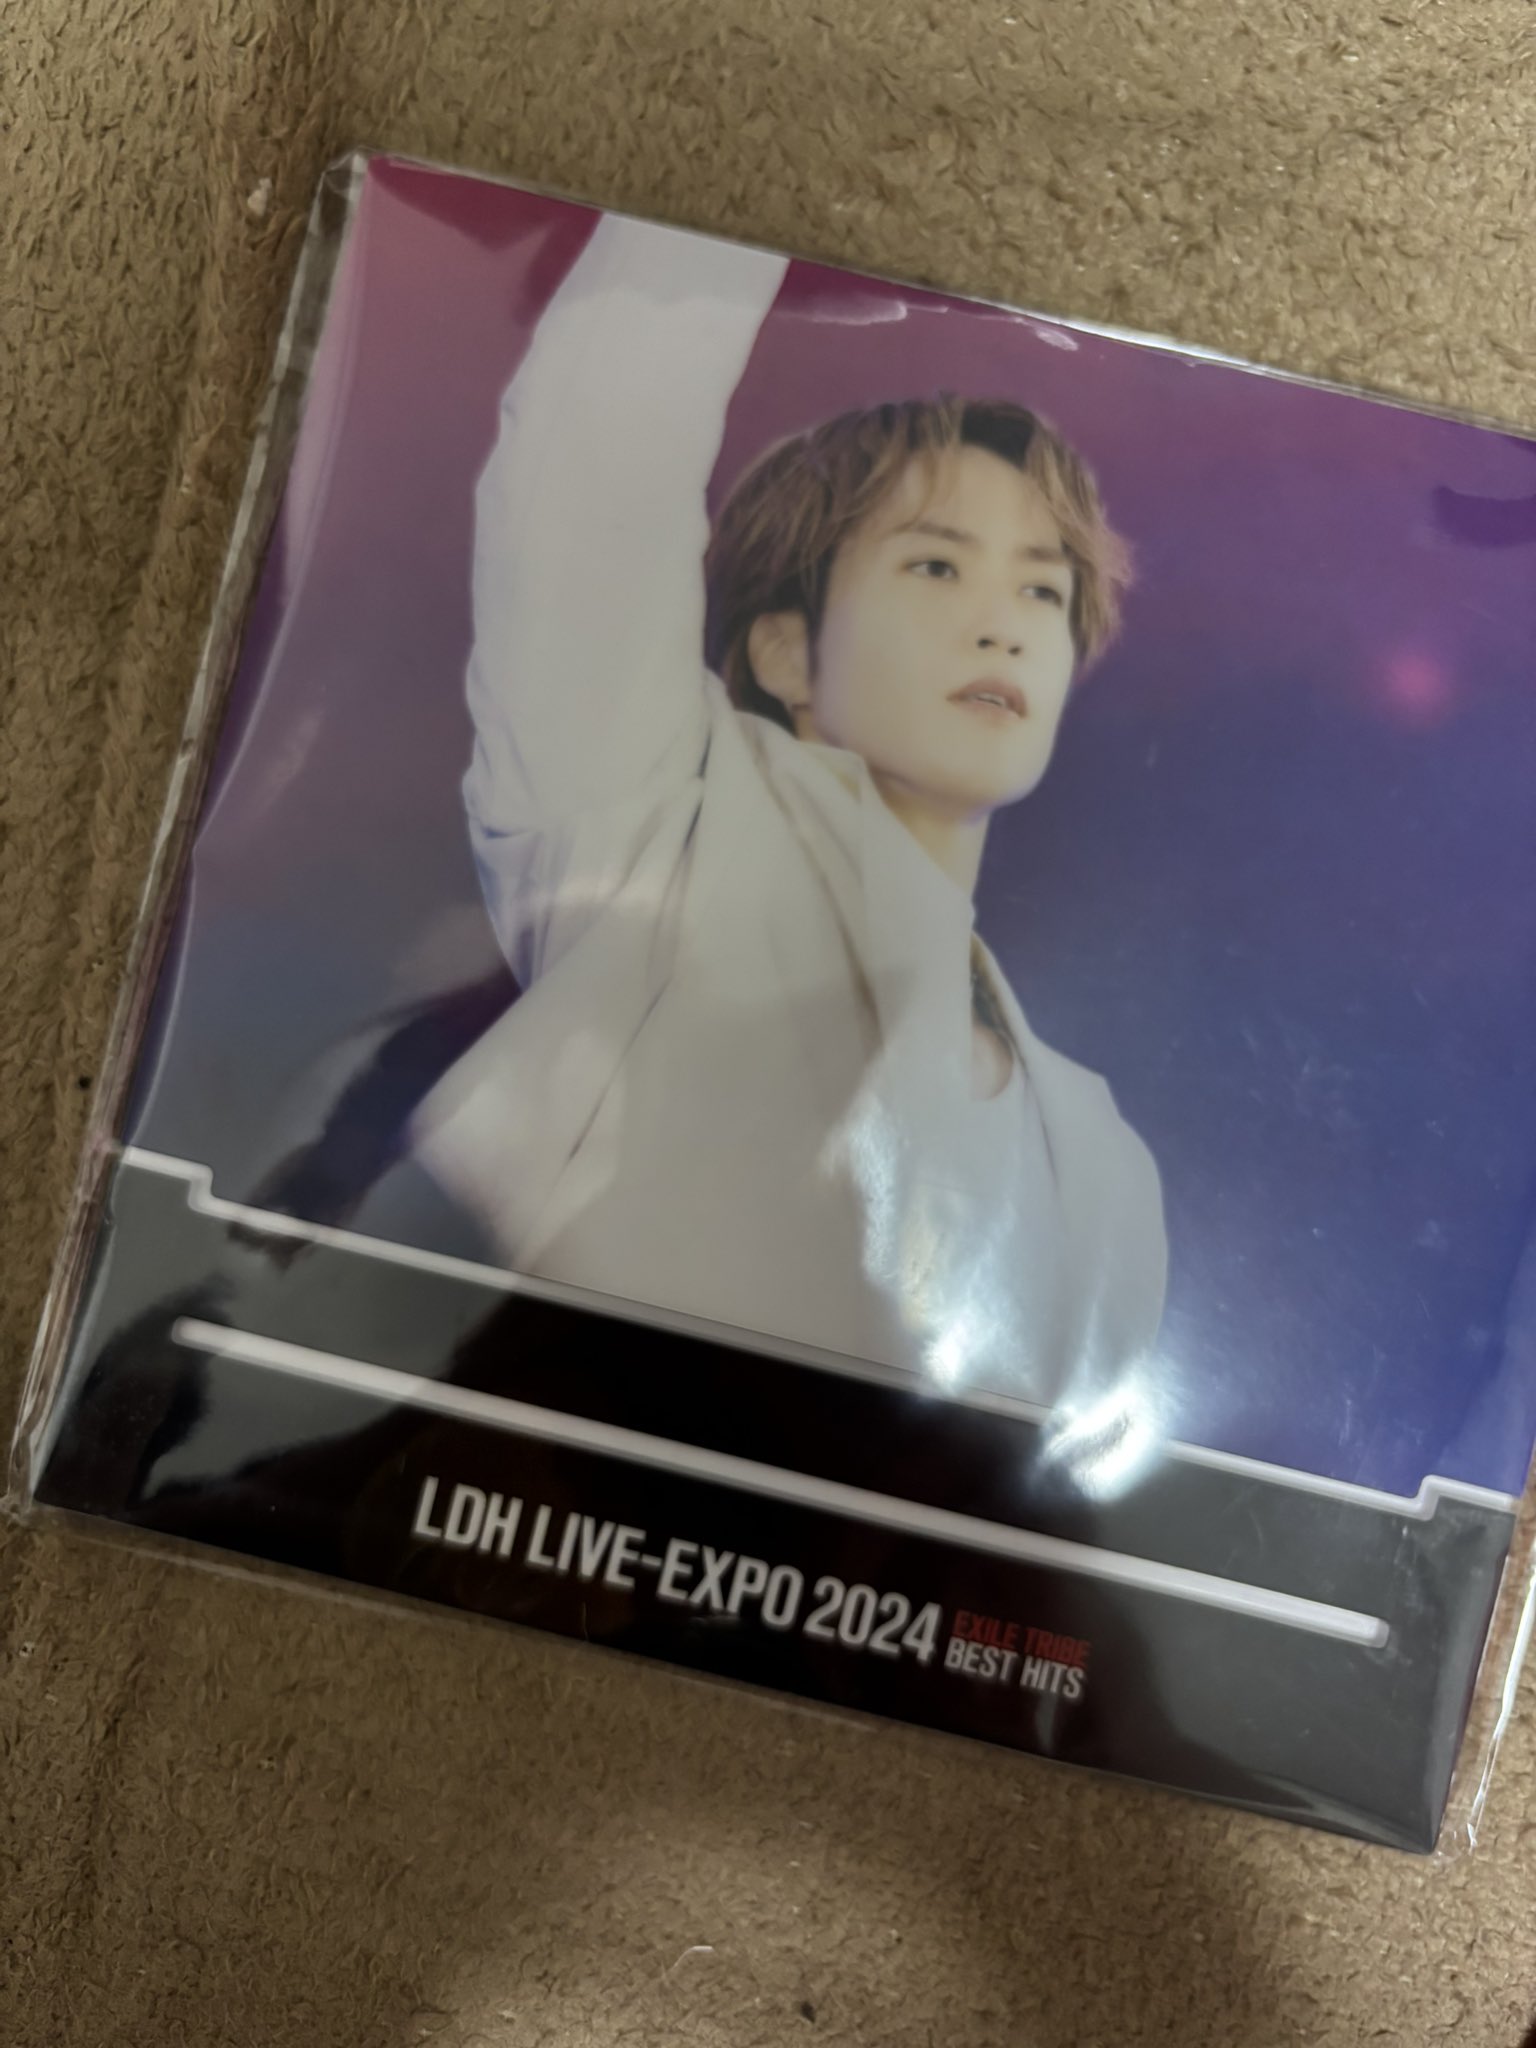 LDH LIVE-EXPO 2024 EXILE TRIBE
BEST HITS